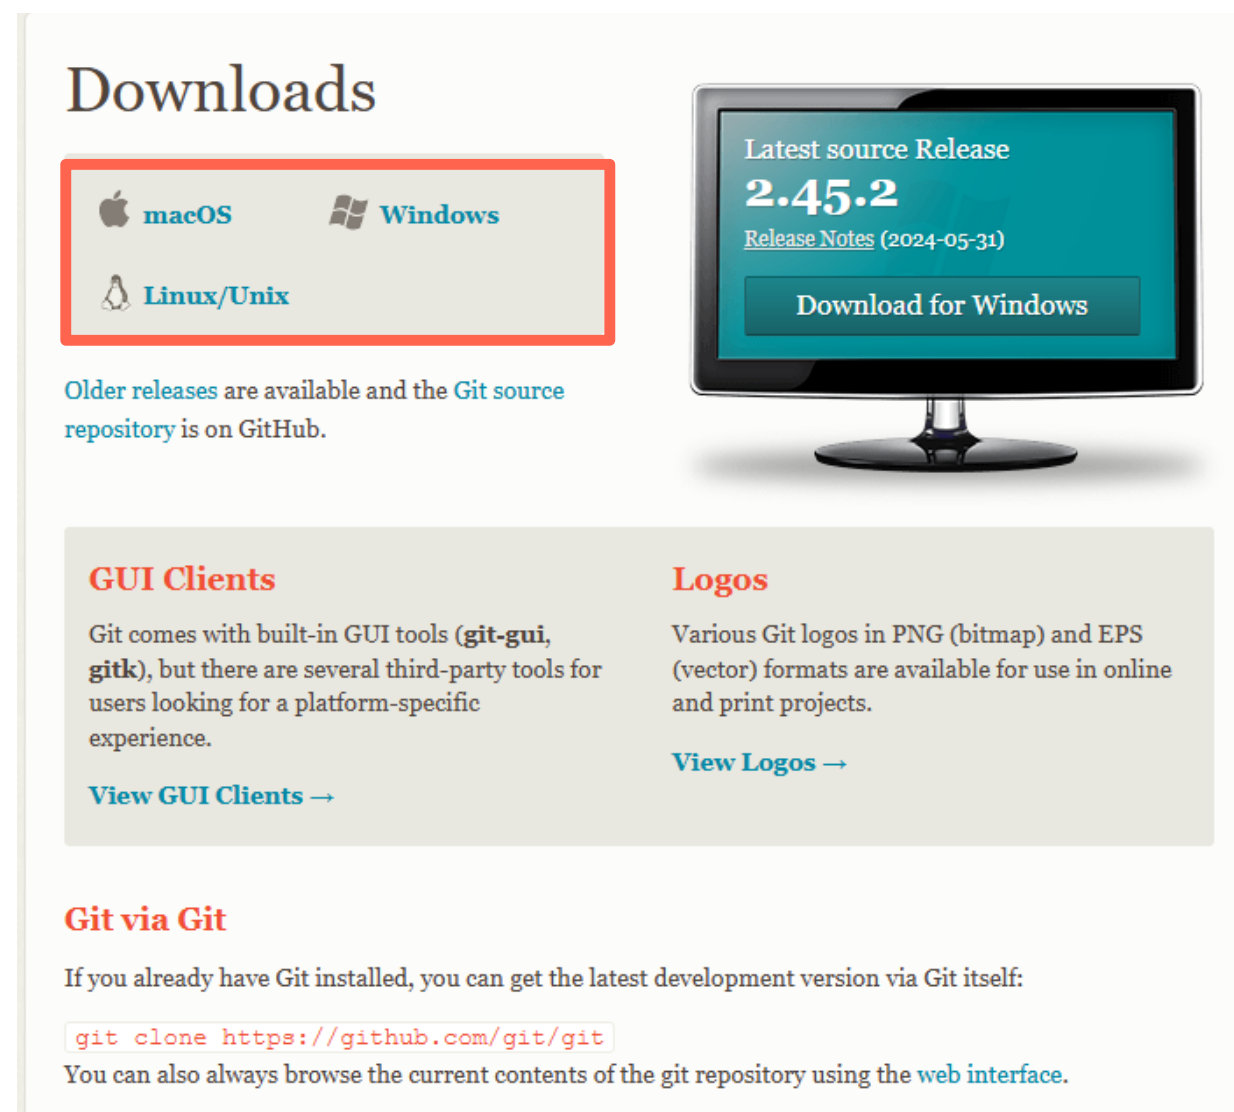 Downloads
macOS
Windows
Linux/Unix
Older releases are available and the Git source
repository is on GitHub.
Latest source Release
2.45.2
Release Notes (2024-05-31)
Download for Windows
GUI Clients
Git comes with built-in GUI tools (git-gui,
gitk), but there are several third-party tools for
users looking for a platform-specific
experience.
View GUI Clients →
Logos
Various Git logos in PNG (bitmap) and EPS
(vector) formats are available for use in online
and print projects.
View Logos →
Git via Git
If you already have Git installed, you can get the latest development version via Git itself:
git clone https://github.com/git/git
You can also always browse the current contents of the git repository using the web interface.